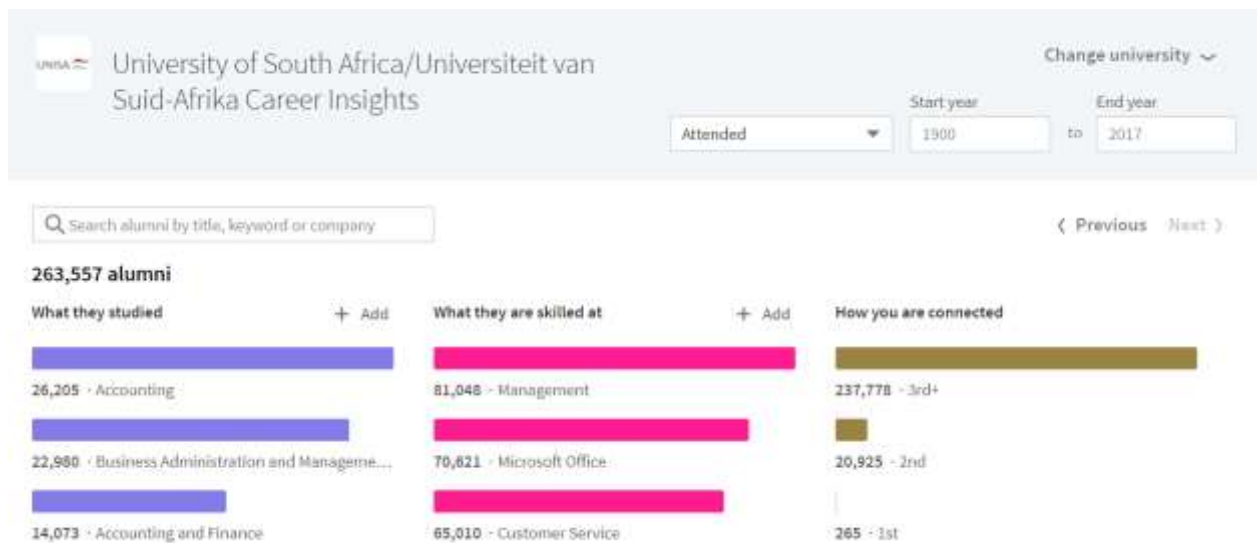 UNISA
University of South Africa/Universiteit van
Suid-Afrika Career Insights
Change university
Start year
End year
Attended
1900
to
2017
Search alumni by title, keyword or company
Previous Next
263,557 alumni
What they studied
+ Add
26,205 · Accounting
22,980 · Business Administration and Manageme...
14,073 · Accounting and Finance
What they are skilled at
+ Add
81,048 · Management
70,621 · Microsoft Office
65,010 · Customer Service
How you are connected
237,778 · 3rd+
20,925 · 2nd
265 · 1st